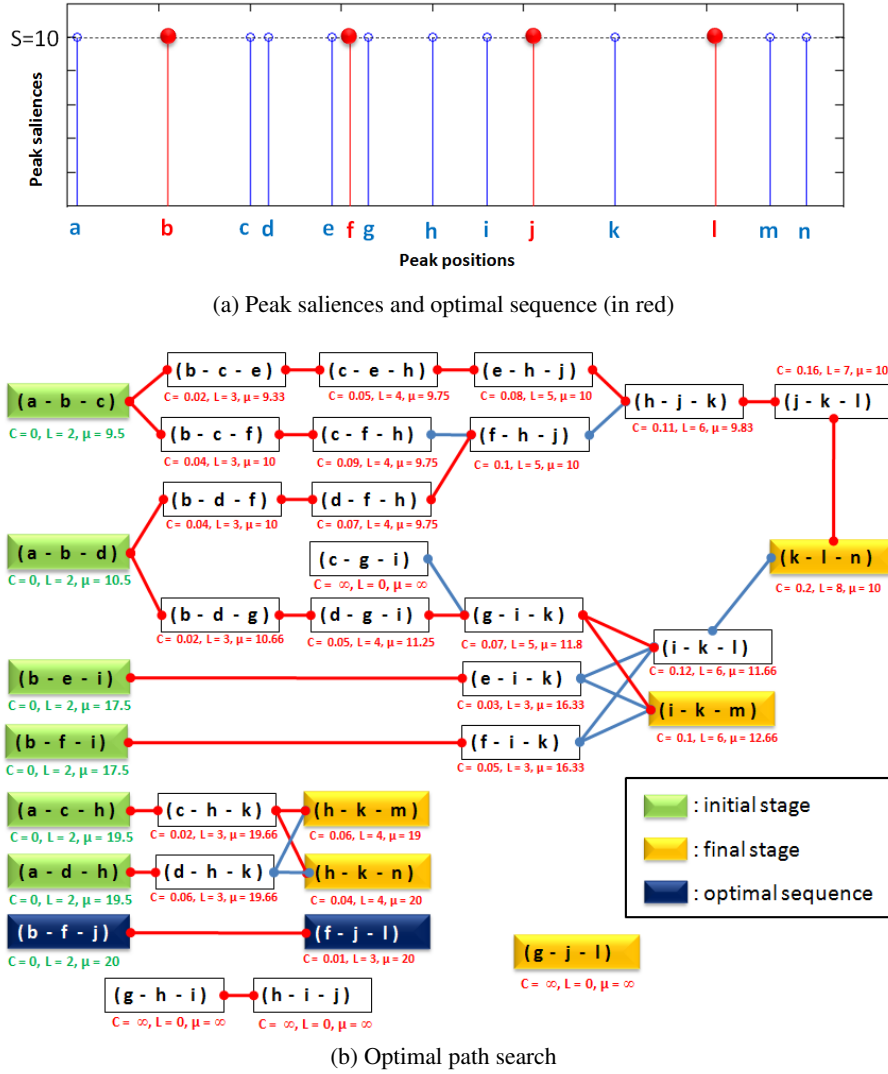 S=10
Peak saliences
a b c d e f g h i j k l m n
Peak positions
(a) Peak saliences and optimal sequence (in red)
(a - b - c)
C = 0, L = 2, μ = 9.5
(b - c - e)
C = 0.02, L = 3, μ = 9.33
(c - e - h)
C = 0.05, L = 4, μ = 9.75
(e - h - j)
C = 0.08, L = 5, μ = 10
(h - j - k)
C = 0.11, L = 6, μ = 9.83
C = 0.16, L = 7, μ = 10
(j - k - l)
(b - c - f)
C = 0.04, L = 3, μ = 10
(c - f - h)
C = 0.09, L = 4, μ = 9.75
(f - h - j)
C = 0.1, L = 5, μ = 10
(b - d - f)
C = 0.04, L = 3, μ = 10
(d - f - h)
C = 0.07, L = 4, μ = 9.75
(a - b - d)
C = 0, L = 2, μ = 10.5
(c - g - i)
C = ∞, L = 0, μ = ∞
(k - l - n)
C = 0.2, L = 8, μ = 10
(b - d - g)
C = 0.02, L = 3, μ = 10.66
(d - g - i)
C = 0.05, L = 4, μ = 11.25
(g - i - k)
C = 0.07, L = 5, μ = 11.8
(i - k - l)
C = 0.12, L = 6, μ = 11.66
(b - e - i)
C = 0, L = 2, μ = 17.5
(e - i - k)
C = 0.03, L = 3, μ = 16.33
(i - k - m)
C = 0.1, L = 6, μ = 12.66
(b - f - i)
C = 0, L = 2, μ = 17.5
(f - i - k)
C = 0.05, L = 3, μ = 16.33
(a - c - h)
C = 0, L = 2, μ = 19.5
(c - h - k)
C = 0.02, L = 3, μ = 19.66
(h - k - m)
C = 0.06, L = 4, μ = 19
(a - d - h)
C = 0, L = 2, μ = 19.5
(d - h - k)
C = 0.06, L = 3, μ = 19.66
(h - k - n)
C = 0.04, L = 4, μ = 20
(b - f - j)
C = 0, L = 2, μ = 20
(f - j - l)
C = 0.01, L = 3, μ = 20
(g - j - l)
C = ∞, L = 0, μ = ∞
(g - h - i)
C = ∞, L = 0, μ = ∞
(h - i - j)
C = ∞, L = 0, μ = ∞
: initial stage
: final stage
: optimal sequence
(b) Optimal path search